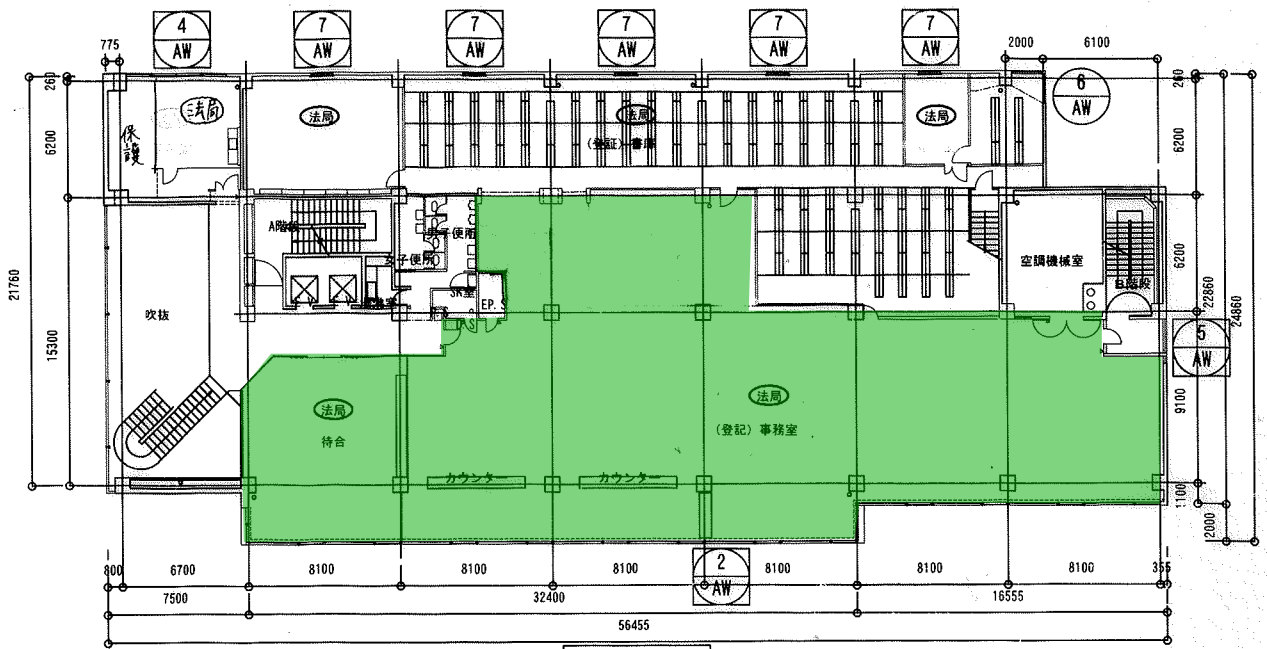 4
AW
7
AW
7
AW
7
AW
7
AW
7
AW
775
2000
6100
260
6200
法局
保護
法局
法局
(登証) 書庫
法局
6
AW
260
6200
A階段
男子便所
女子便所
SK室
EP.S
空調機械室
B階段
6200
22860
24860
21760
15300
吹抜
法局
待合
法局
(登記) 事務室
カウンター
カウンター
5
AW
9100
1100
2000
2
AW
800
6700
8100
8100
8100
8100
8100
8100
355
7500
32400
16555
56455